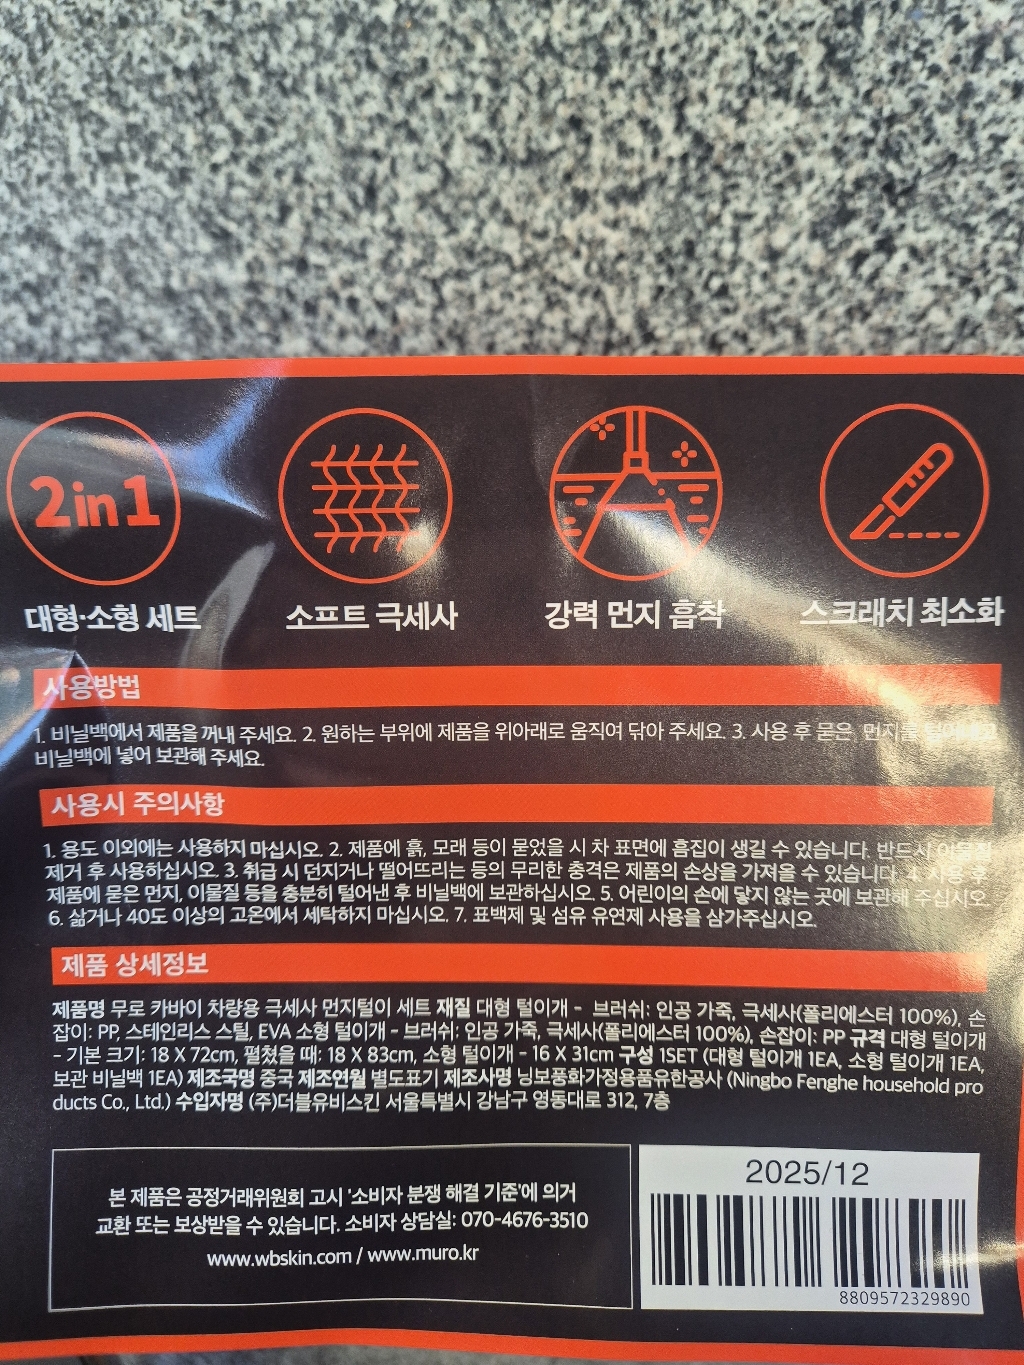 2in1
대형·소형 세트
소프트 극세사
강력 먼지 흡착
스크래치 최소화
사용방법
1. 비닐백에서 제품을 꺼내 주세요. 2. 원하는 부위에 제품을 위아래로 움직여 닦아 주세요. 3. 사용 후 묻은 먼지를 털어내고
비닐백에 넣어 보관해 주세요.
사용시 주의사항
1. 용도 이외에는 사용하지 마십시오. 2. 제품에 흙, 모래 등이 묻었을 시 차 표면에 흠집이 생길 수 있습니다. 반드시 이물질
제거 후 사용하십시오. 3. 취급 시 던지거나 떨어뜨리는 등의 무리한 충격은 제품의 손상을 가져올 수 있습니다. 4. 사용 후
제품에 묻은 먼지, 이물질 등을 충분히 털어낸 후 비닐백에 보관하십시오. 5. 어린이의 손에 닿지 않는 곳에 보관해 주십시오.
6. 삶거나 40도 이상의 고온에서 세탁하지 마십시오. 7. 표백제 및 섬유 유연제 사용을 삼가주십시오.
제품 상세정보
제품명 무로 카바이 차량용 극세사 먼지털이 세트 재질 대형 털이개 - 브러쉬: 인공 가죽, 극세사(폴리에스터 100%), 손
잡이: PP, 스테인리스 스틸, EVA 소형 털이개 - 브러쉬: 인공 가죽, 극세사(폴리에스터 100%), 손잡이: PP 규격 대형 털이개
- 기본 크기: 18 X 72cm, 펼쳤을 때: 18 X 83cm, 소형 털이개 - 16 X 31cm 구성 1SET (대형 털이개 1EA, 소형 털이개 1EA,
보관 비닐백 1EA) 제조국명 중국 제조연월 별도표기 제조사명 닝보풍화가정용품유한공사 (Ningbo Fenghe household pro
ducts Co., Ltd.) 수입자명 (주)더블유비스킨 서울특별시 강남구 영동대로 312, 7층
본 제품은 공정거래위원회 고시 '소비자 분쟁 해결 기준'에 의거
교환 또는 보상받을 수 있습니다. 소비자 상담실: 070-4676-3510
www.wbskin.com / www.muro.kr
2025/12
8809572329890